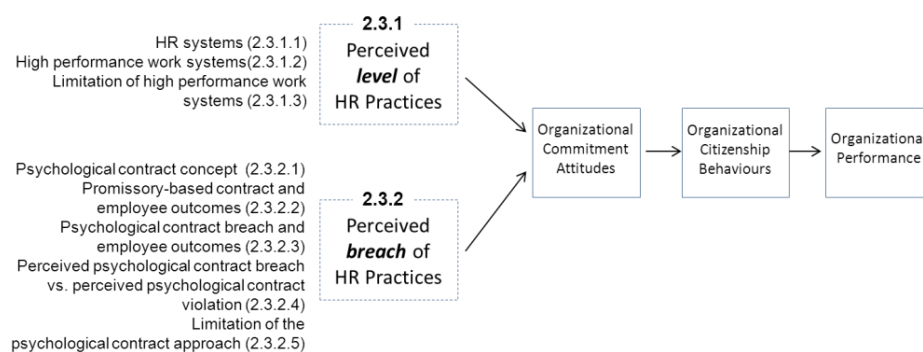 HR systems (2.3.1.1)
High performance work systems(2.3.1.2)
Limitation of high performance work
systems (2.3.1.3)
2.3.1
Perceived
level of
HR Practices
Psychological contract concept (2.3.2.1)
Promissory-based contract and
employee outcomes (2.3.2.2)
Psychological contract breach and
employee outcomes (2.3.2.3)
Perceived psychological contract breach
vs. perceived psychological contract
violation (2.3.2.4)
Limitation of the
psychological contract approach (2.3.2.5)
2.3.2
Perceived
breach of
HR Practices
Organizational
Commitment
Attitudes
Organizational
Citizenship
Behaviours
Organizational
Performance